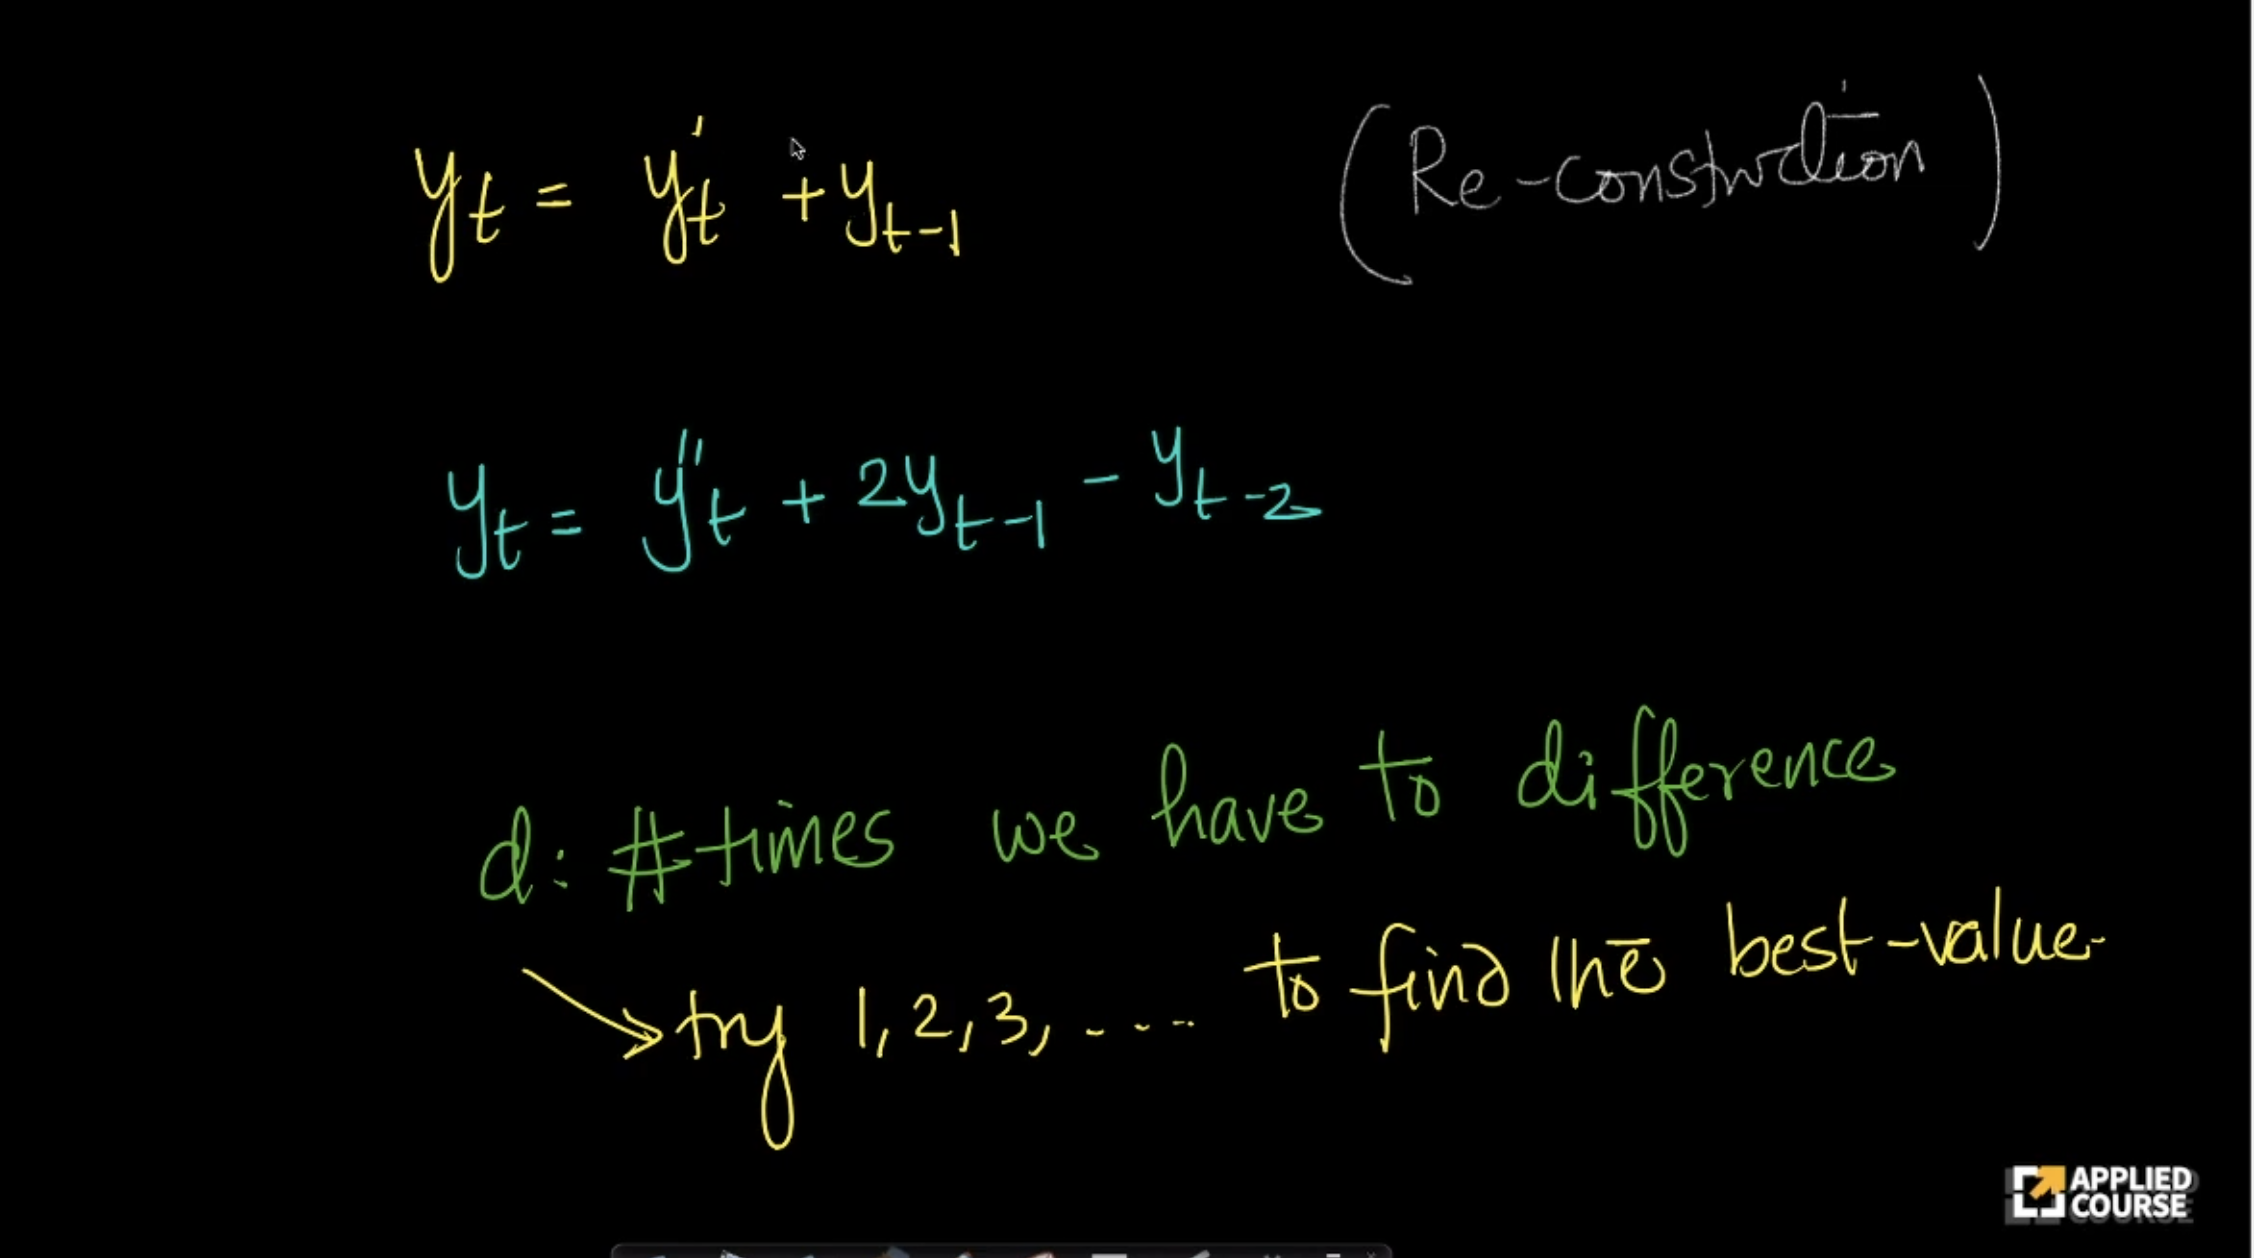 y_t = y'_t + y_{t-1} (Re-construction)
y_t = y''_t + 2y_{t-1} - y_{t-2}
d: #times we have to difference
→ try 1, 2, 3, .... to find the best-value
APPLIED
COURSE